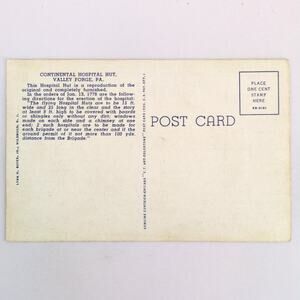 CONTINENTAL HOSPITAL HUT,
VALLEY FORGE, PA.
This Hospital Hut is a reproduction of the
original and completely furnished.
In the orders of Jan. 13, 1778 are the follow-
ing directions for the erection of the hospital:
"The flying Hospital Huts are to be 15 ft.
wide and 25 long in the clear and the story
at least 9 ft. high to be covered with boards
or shingles only without any dirt; windows
made on each side and a chimney at one
end; 2 such hospitals are to be made for
each brigade at or near the center and if the
ground permit of it not more than 100 yds.
distant from the Brigade."
POST CARD
PLACE
ONE CENT
STAMP
HERE